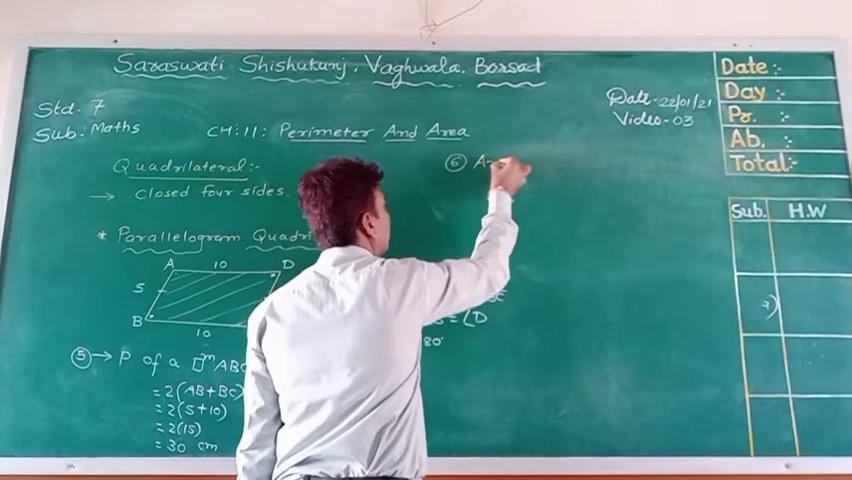 Saraswati Shishukunj, Vaghwala. Borsad
Std. 7
Sub. Maths
Date - 22/01/21
Video - 03
CH: 11: Perimeter And Area
Quadrilateral :-
→ Closed four sides.
* Parallelogram
A 10 D
5
B 10
⑤ → P of a ▱ᵐ ABC
= 2(AB+BC)
= 2(5+10)
= 2(15)
= 30 cm
⑥ A
= ∠D
80°
Date :-
Day :-
Pr. :-
Ab. :-
Total :-
Sub. H.W